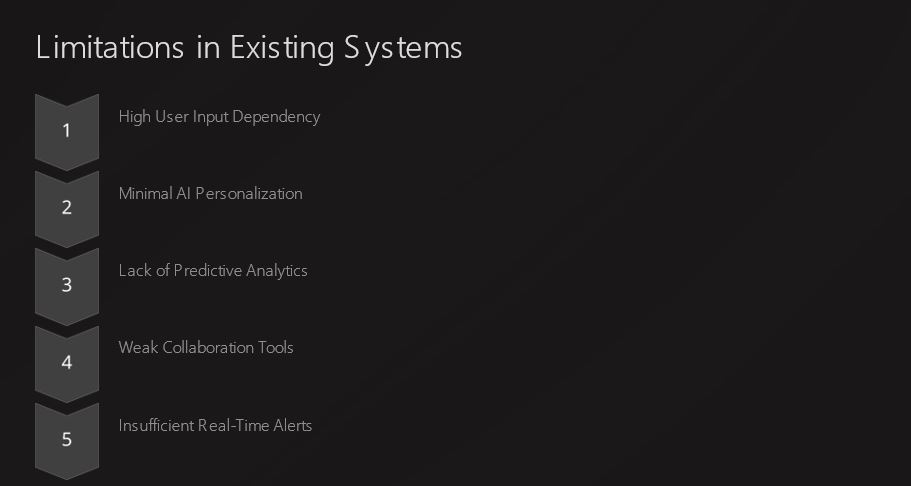 Limitations in Existing Systems
1
High User Input Dependency
2
Minimal AI Personalization
3
Lack of Predictive Analytics
4
Weak Collaboration Tools
5
Insufficient Real-Time Alerts